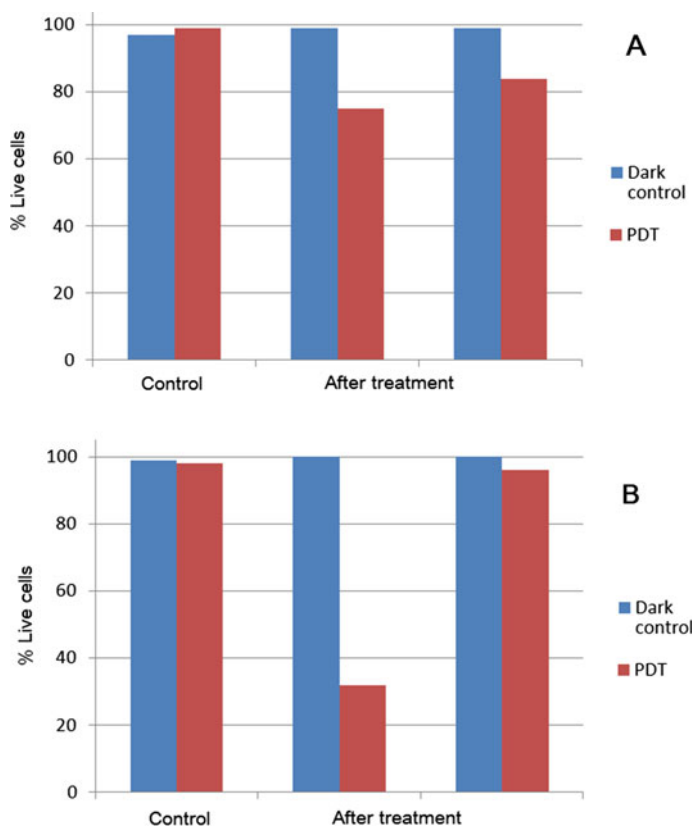 A
% Live cells
100
80
60
40
20
0
Dark
control
PDT
Control
After treatment
B
% Live cells
100
80
60
40
20
0
Dark
control
PDT
Control
After treatment